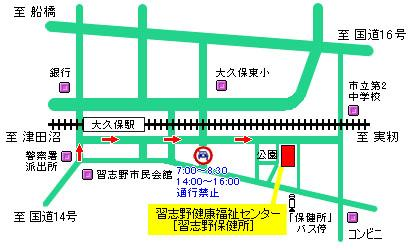 至 船橋
至 国道16号
銀行
大久保東小
市立第2
中学校
大久保駅
至 津田沼
至 実籾
警察署
派出所
公園
7:00～8:30
14:00～16:00
通行禁止
習志野市民会館
習志野健康福祉センター
[習志野保健所]
「保健所」
バス停
至 国道14号
コンビニ